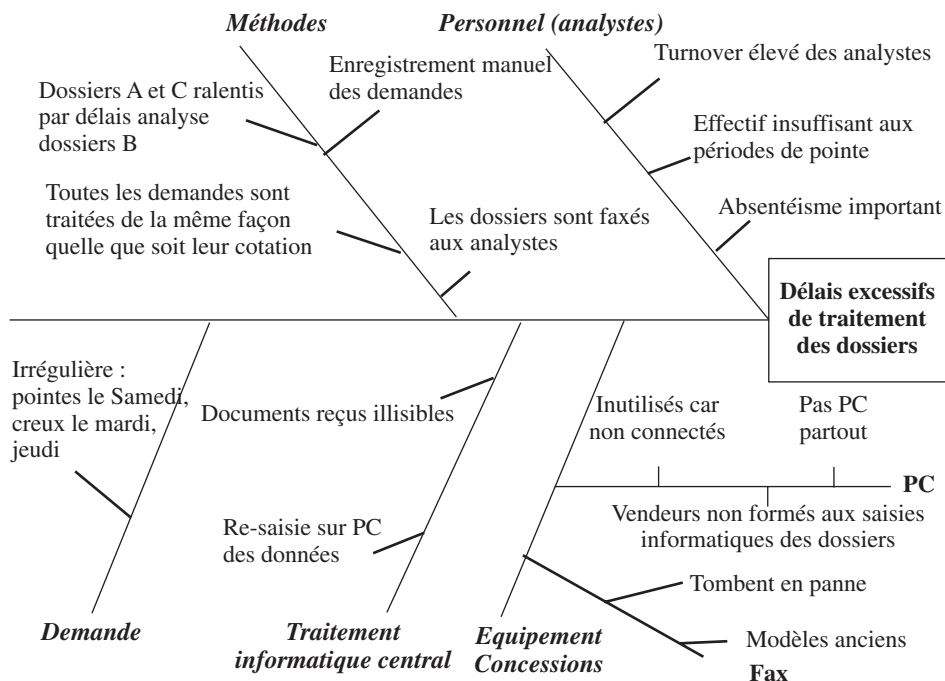 Méthodes
Personnel (analystes)
Dossiers A et C ralentis
par délais analyse
dossiers B
Enregistrement manuel
des demandes
Turnover élevé des analystes
Effectif insuffisant aux
périodes de pointe
Toutes les demandes sont
traitées de la même façon
quelle que soit leur cotation
Les dossiers sont faxés
aux analystes
Absentéisme important
Délais excessifs
de traitement
des dossiers
Irrégulière :
pointes le Samedi,
creux le mardi,
jeudi
Documents reçus illisibles
Inutilisés car
non connectés
Pas PC
partout
PC
Vendeurs non formés aux saisies
informatiques des dossiers
Re-saisie sur PC
des données
Tombent en panne
Modèles anciens
Fax
Demande
Traitement
informatique central
Equipement
Concessions